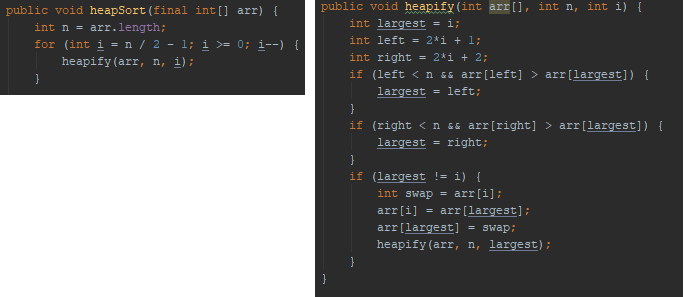 public void heapSort(final int[] arr) {
    int n = arr.length;
    for (int i = n / 2 - 1; i >= 0; i--) {
        heapify(arr, n, i);
    }
public void heapify(int arr[], int n, int i) {
    int largest = i;
    int left = 2*i + 1;
    int right = 2*i + 2;
    if (left < n && arr[left] > arr[largest]) {
        largest = left;
    }
    if (right < n && arr[right] > arr[largest]) {
        largest = right;
    }
    if (largest != i) {
        int swap = arr[i];
        arr[i] = arr[largest];
        arr[largest] = swap;
        heapify(arr, n, largest);
    }
}